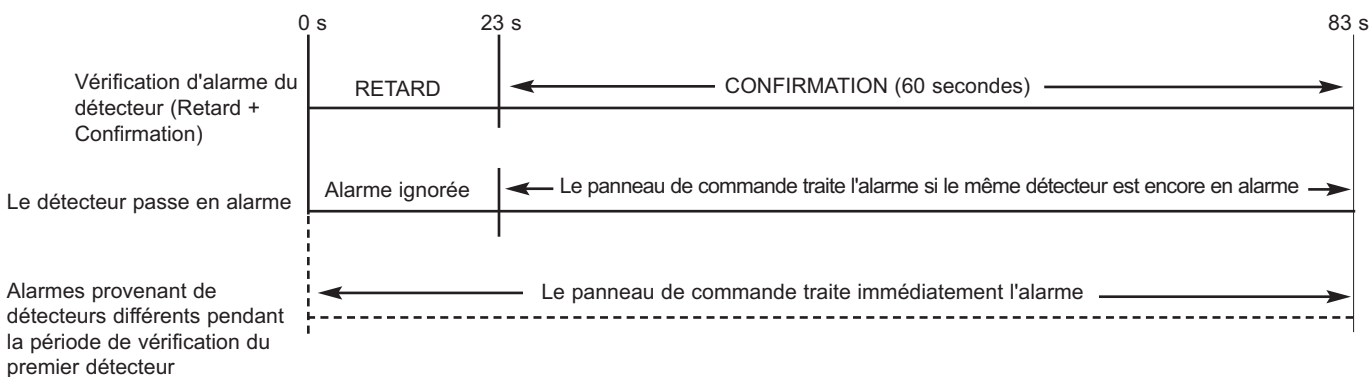 0 s 23 s 83 s
Vérification d'alarme du
détecteur (Retard +
Confirmation)
RETARD
CONFIRMATION (60 secondes)
Le détecteur passe en alarme
Alarme ignorée
Le panneau de commande traite l'alarme si le même détecteur est encore en alarme
Alarmes provenant de
détecteurs différents pendant
la période de vérification du
premier détecteur
Le panneau de commande traite immédiatement l'alarme